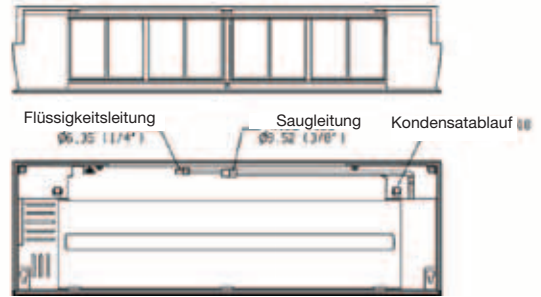 Flüssigkeitsleitung Saugleitung Kondensatablauf
Ø6.35 (1/4") Ø9.52 (3/8")